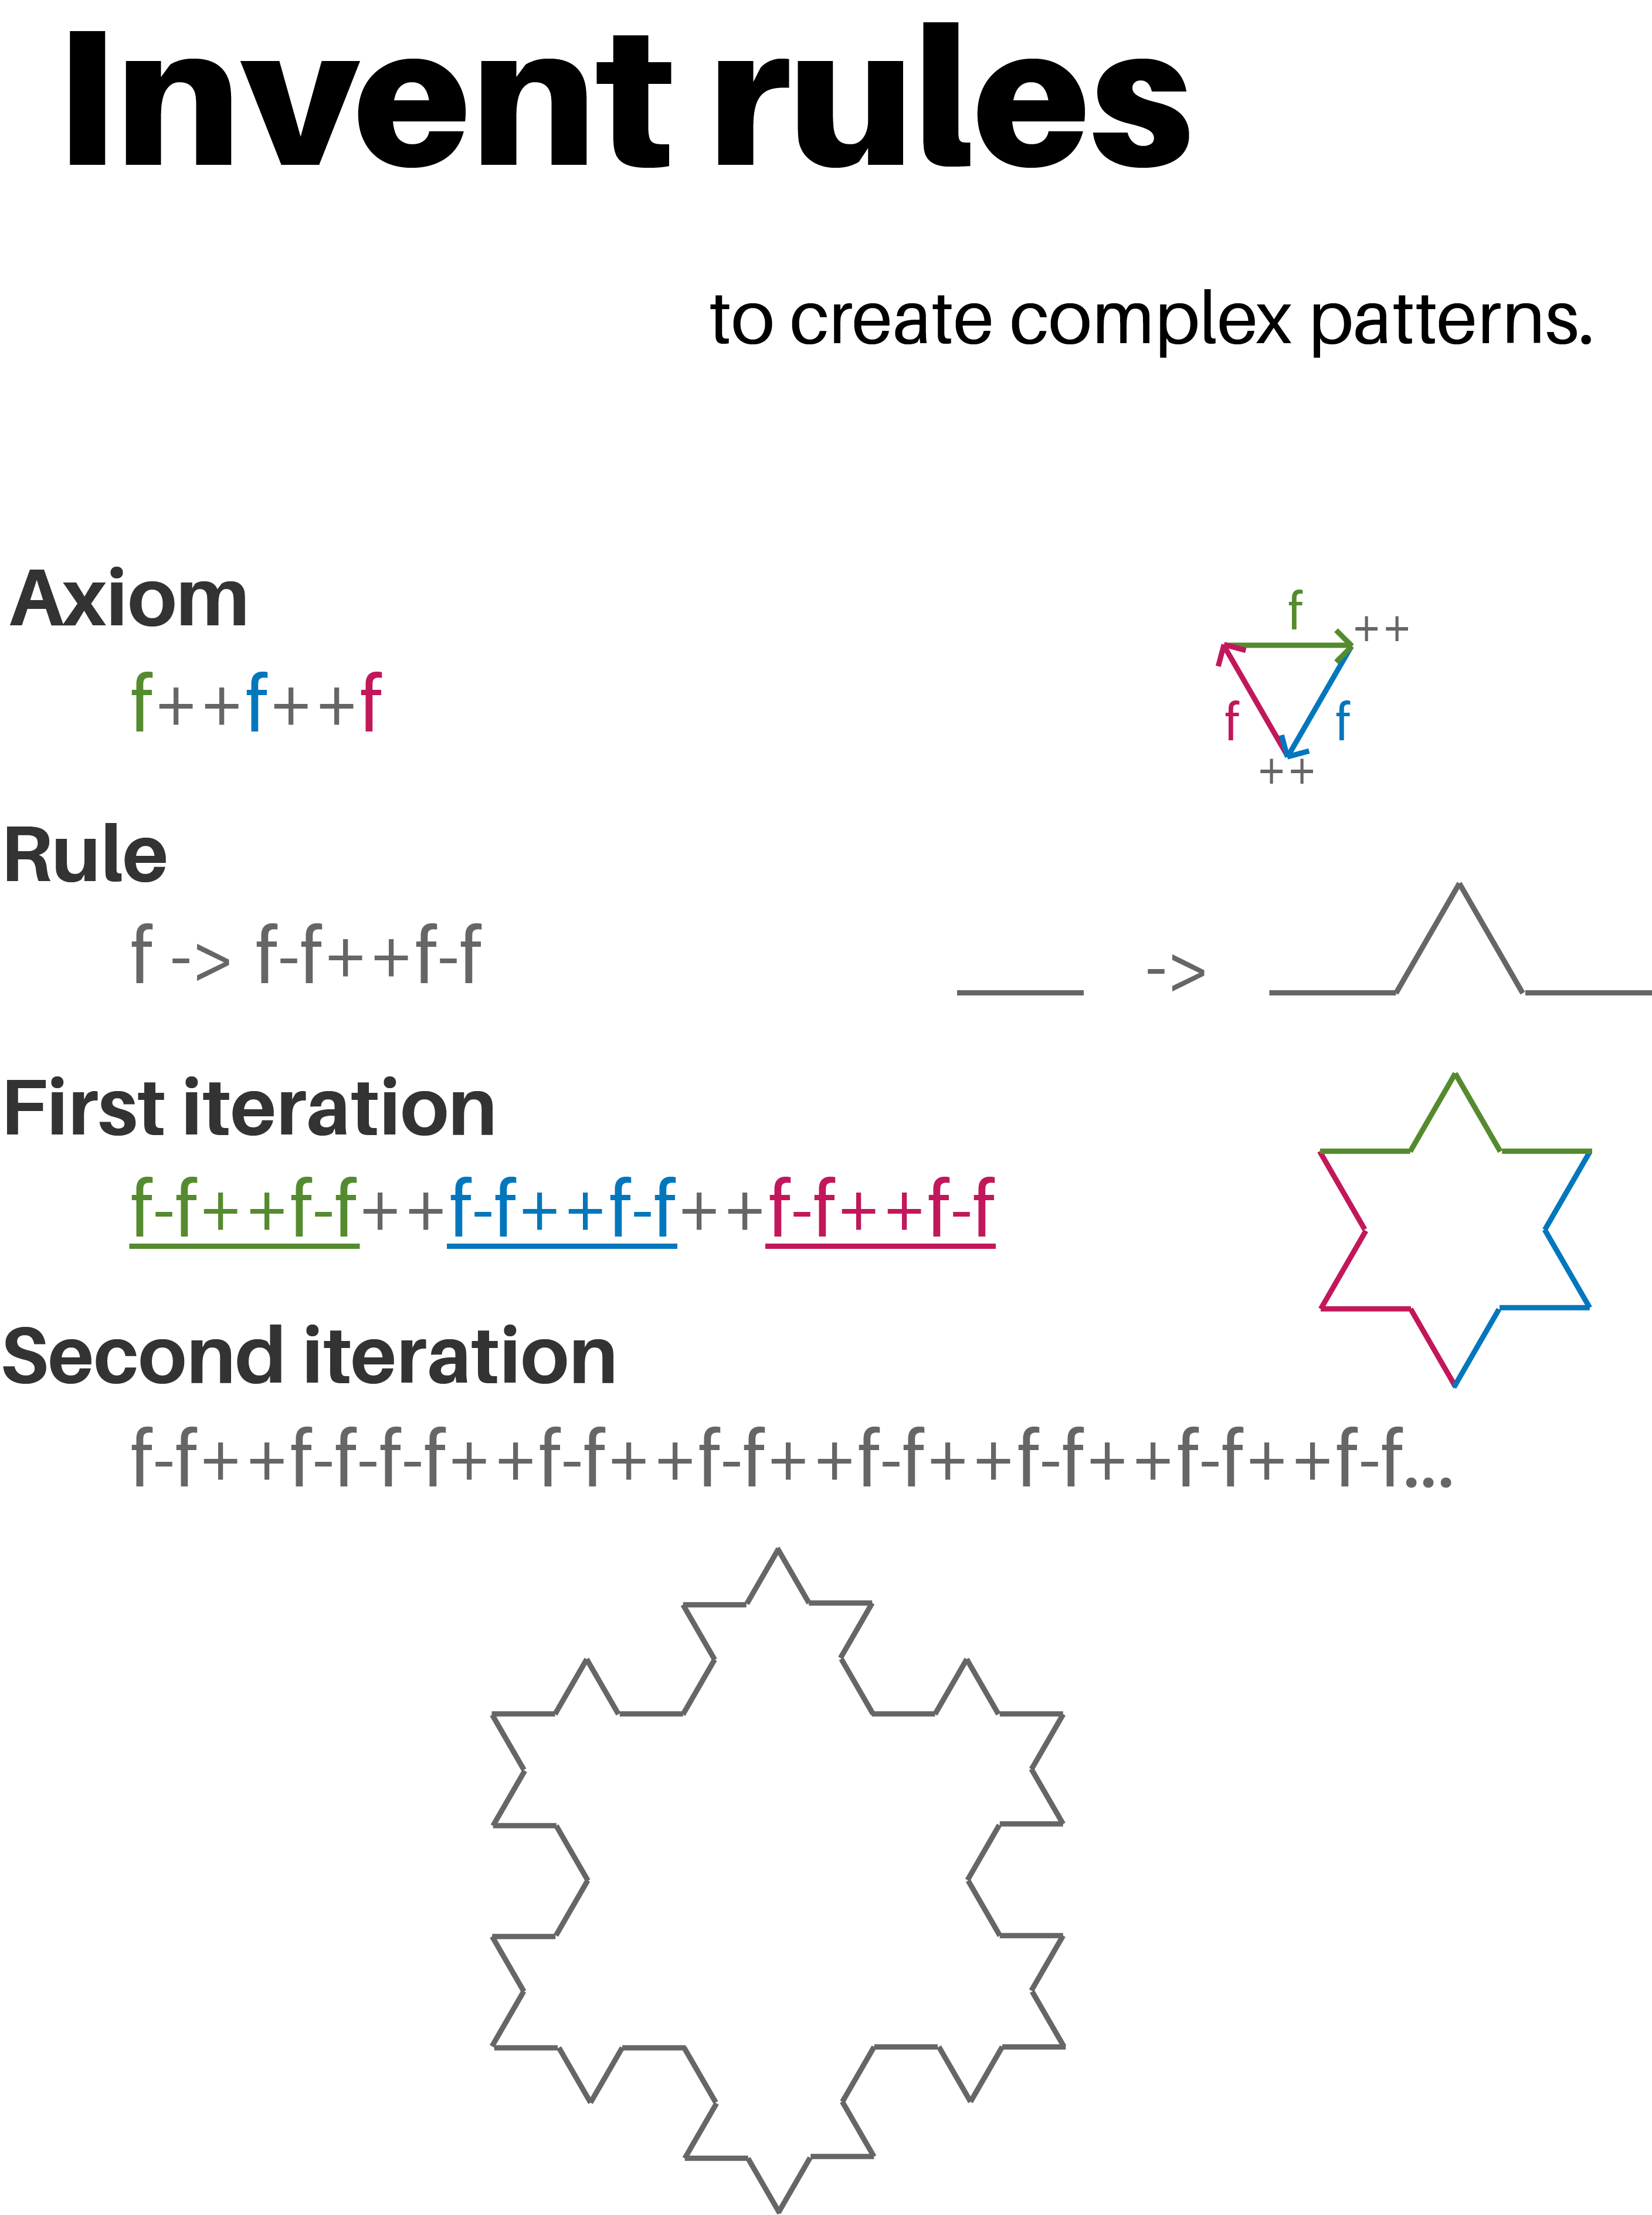 Invent rules
to create complex patterns.
Axiom
f++f++f
f
++
f
f
++
Rule
f -> f-f++f-f
->
First iteration
f-f++f-f++f-f++f-f++f-f++f-f
Second iteration
f-f++f-f-f-f++f-f++f-f++f-f++f-f++f-f++f-f...